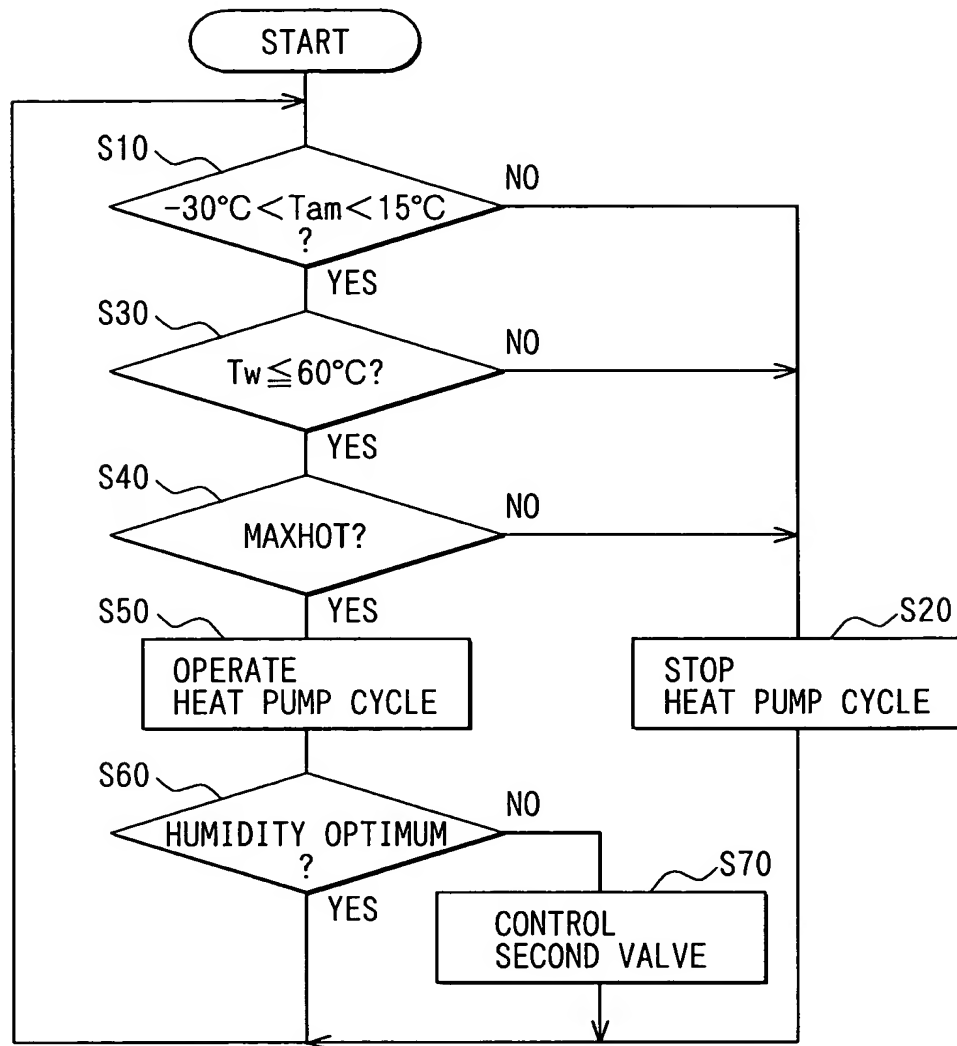 START
S10
NO
-30°C<Tam<15°C
?
YES
S30
NO
Tw≦60°C?
YES
S40
NO
MAXHOT?
YES
S50
OPERATE
HEAT PUMP CYCLE
S20
STOP
HEAT PUMP CYCLE
S60
NO
HUMIDITY OPTIMUM
?
YES
S70
CONTROL
SECOND VALVE